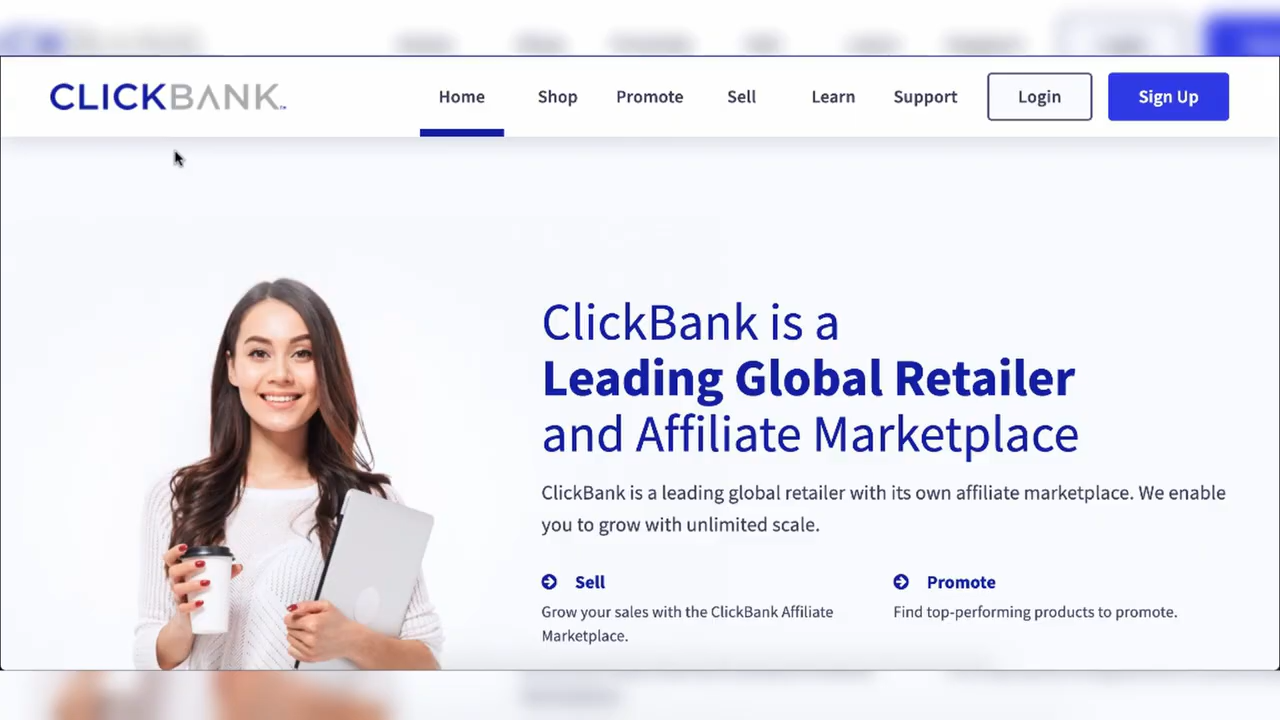 CLICKBANK™
Home Shop Promote Sell Learn Support Login Sign Up
ClickBank is a
Leading Global Retailer
and Affiliate Marketplace
ClickBank is a leading global retailer with its own affiliate marketplace. We enable
you to grow with unlimited scale.
Sell
Grow your sales with the ClickBank Affiliate
Marketplace.
Promote
Find top-performing products to promote.